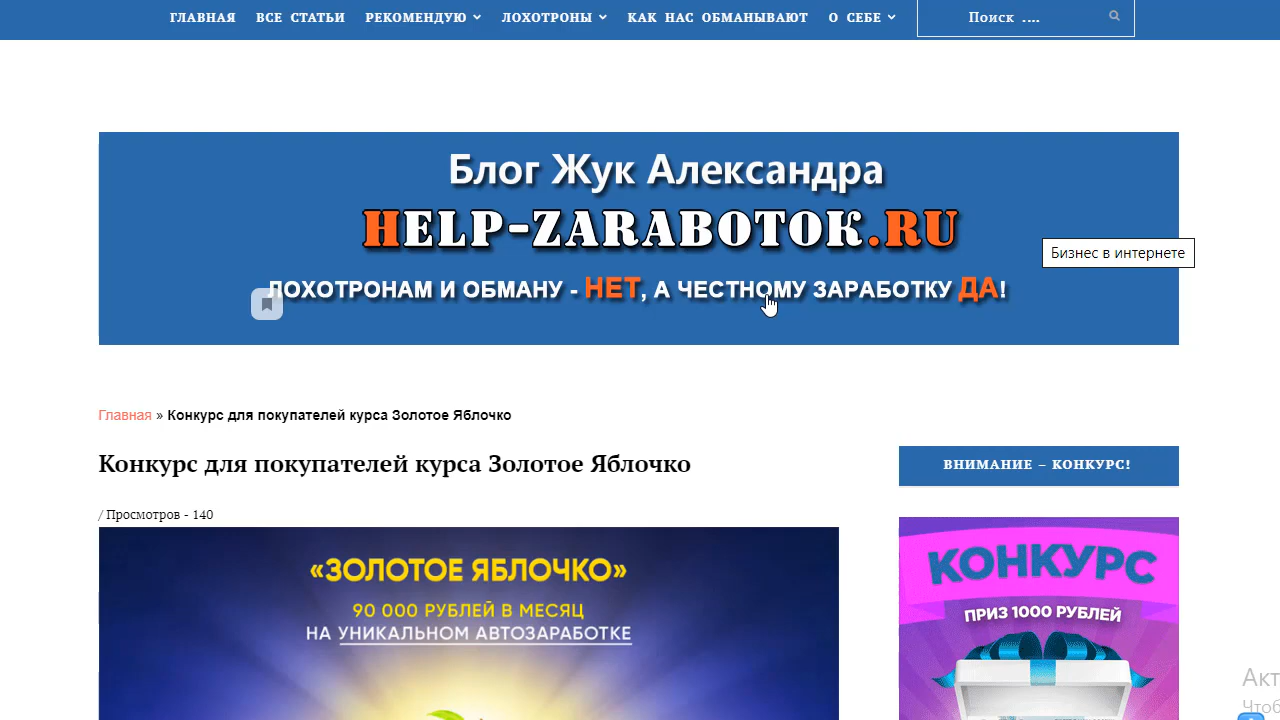 ГЛАВНАЯ ВСЕ СТАТЬИ РЕКОМЕНДУЮ ЛОХОТРОНЫ КАК НАС ОБМАНЫВАЮТ О СЕБЕ Поиск ....
Блог Жук Александра
HELP-ZARABOTOK.RU
Бизнес в интернете
ЛОХОТРОНАМ И ОБМАНУ - НЕТ, А ЧЕСТНОМУ ЗАРАБОТКУ ДА!
Главная » Конкурс для покупателей курса Золотое Яблочко
Конкурс для покупателей курса Золотое Яблочко
/ Просмотров - 140
«ЗОЛОТОЕ ЯБЛОЧКО»
90 000 РУБЛЕЙ В МЕСЯЦ
НА УНИКАЛЬНОМ АВТОЗАРАБОТКЕ
ВНИМАНИЕ – КОНКУРС!
КОНКУРС
ПРИЗ 1000 РУБЛЕЙ